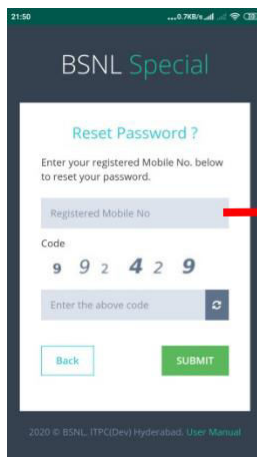 21:50
...0.7KB/s
BSNL Special
Reset Password ?
Enter your registered Mobile No. below
to reset your password.
Registered Mobile No
Code
9 9 2 4 2 9
Enter the above code
Back SUBMIT
2020 © BSNL. ITPC(Dev) Hyderabad. User Manual